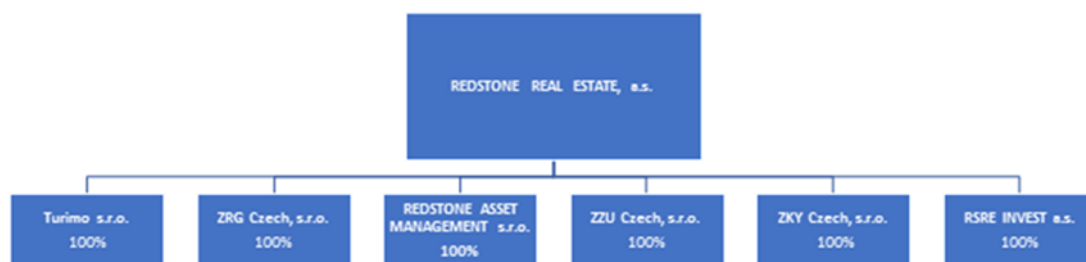 REDSTONE REAL ESTATE, a.s.
Turimo s.r.o.
100%
ZRG Czech, s.r.o.
100%
REDSTONE ASSET
MANAGEMENT s.r.o.
100%
ZZU Czech, s.r.o.
100%
ZKY Czech, s.r.o.
100%
RSRE INVEST a.s.
100%